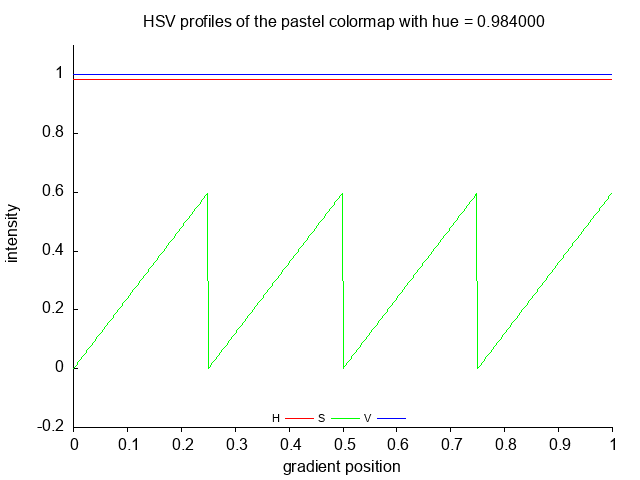 HSV profiles of the pastel colormap with hue = 0.984000
1
0.8
0.6
0.4
0.2
0
-0.2
intensity
H S V
0 0.1 0.2 0.3 0.4 0.5 0.6 0.7 0.8 0.9 1
gradient position